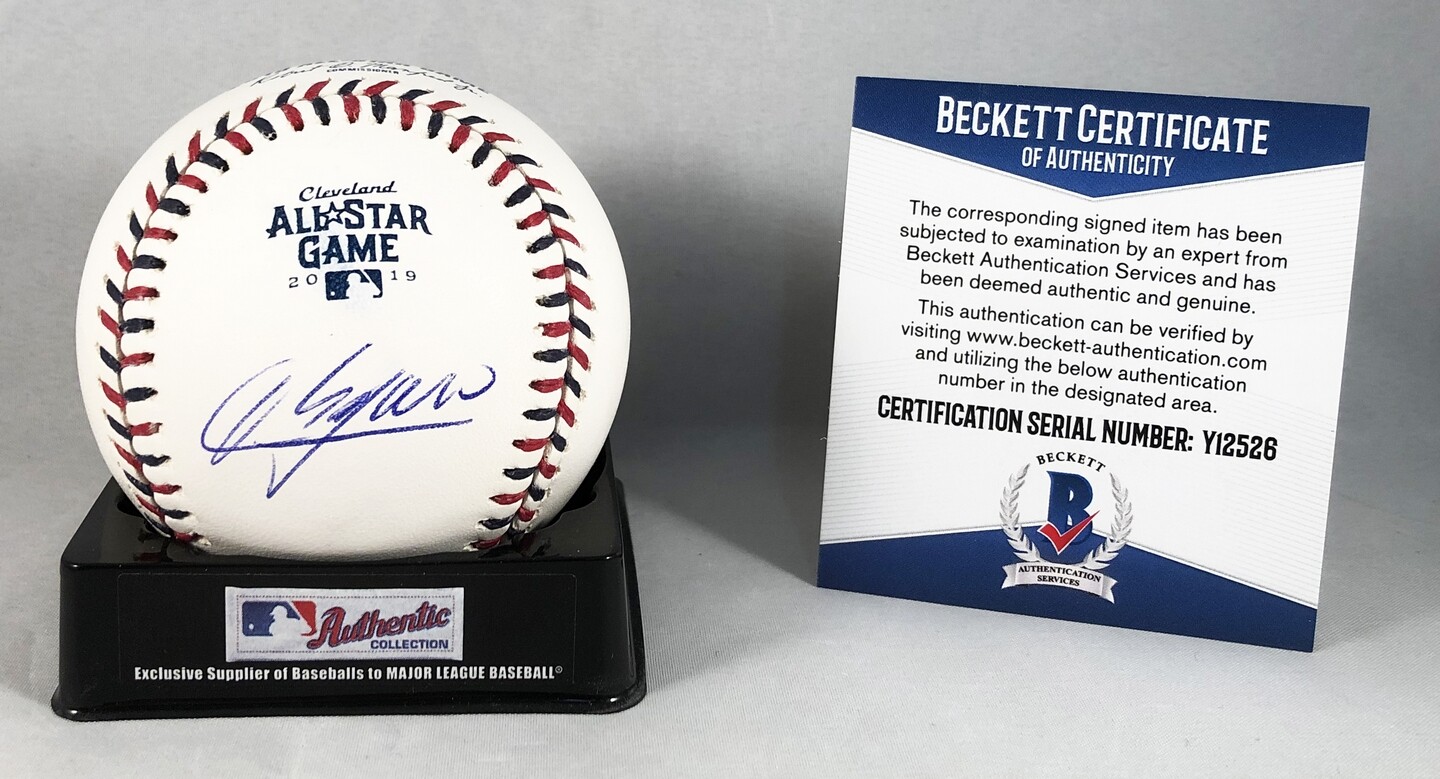 COMMISSIONER
Cleveland
ALL STAR
GAME
20 19
Authentic
COLLECTION
Exclusive Supplier of Baseballs to MAJOR LEAGUE BASEBALL®
BECKETT CERTIFICATE
OF AUTHENTICITY
The corresponding signed item has been
subjected to examination by an expert from
Beckett Authentication Services and has
been deemed authentic and genuine.
This authentication can be verified by
visiting www.beckett-authentication.com
and utilizing the below authentication
number in the designated area.
CERTIFICATION SERIAL NUMBER: Y12526
BECKETT
B
AUTHENTICATION
SERVICES